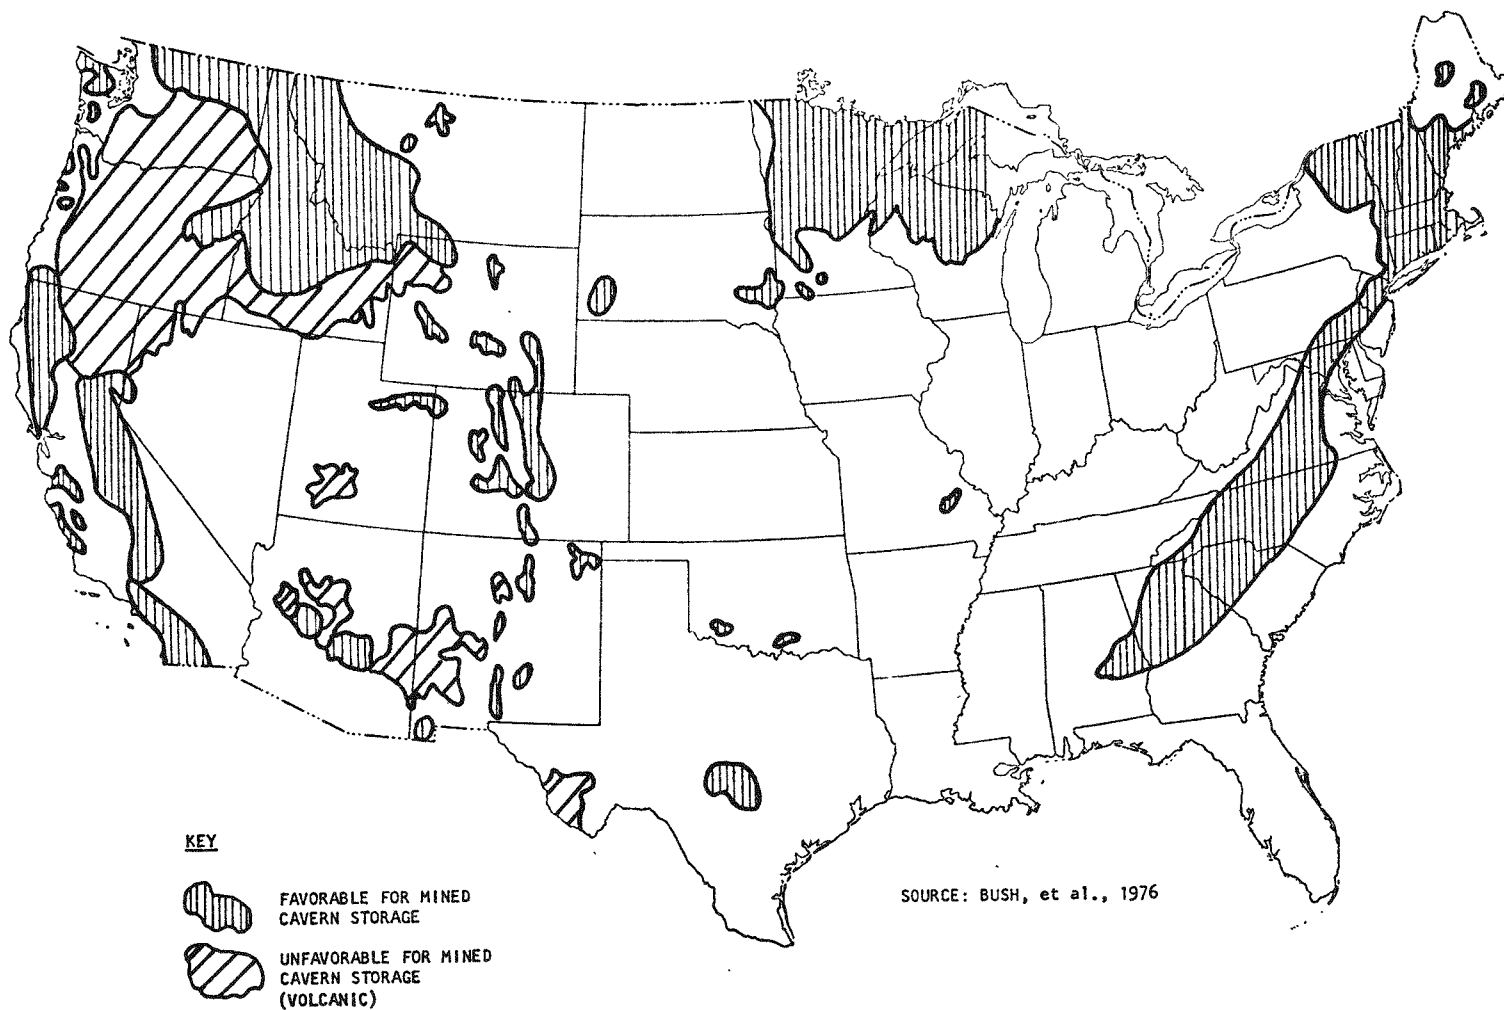 KEY
FAVORABLE FOR MINED
CAVERN STORAGE
UNFAVORABLE FOR MINED
CAVERN STORAGE
(VOLCANIC)
SOURCE: BUSH, et al., 1976